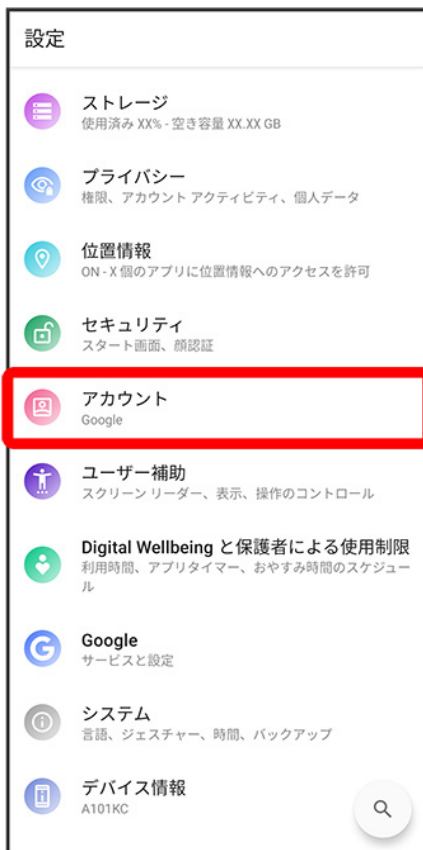 設定
ストレージ
使用済み XX% - 空き容量 XX.XX GB
プライバシー
権限、アカウント アクティビティ、個人データ
位置情報
ON - X 個のアプリに位置情報へのアクセスを許可
セキュリティ
スタート画面、顔認証
アカウント
Google
ユーザー補助
スクリーン リーダー、表示、操作のコントロール
Digital Wellbeing と保護者による使用制限
利用時間、アプリタイマー、おやすみ時間のスケジュー
ル
Google
サービスと設定
システム
言語、ジェスチャー、時間、バックアップ
デバイス情報
A101KC